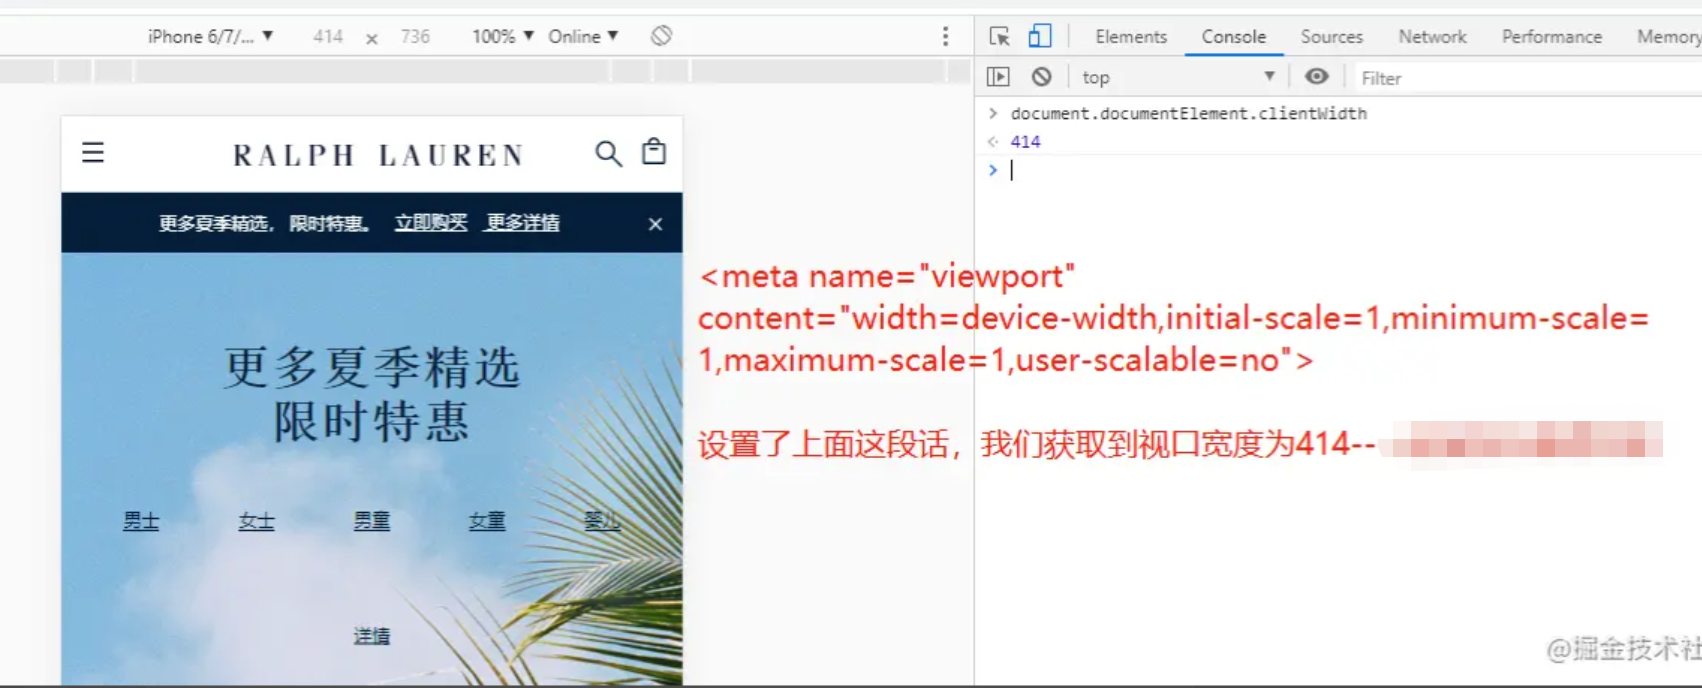 iPhone 6/7/... ▼ 414 × 736 100% ▼ Online ▼
Elements Console Sources Network Performance Memory
top ▼ Filter
> document.documentElement.clientWidth
414
>
RALPH LAUREN
更多夏季精选，限时特惠。 立即购买 更多详情 ×
<meta name="viewport"
content="width=device-width,initial-scale=1,minimum-scale=
1,maximum-scale=1,user-scalable=no">
设置了上面这段话，我们获取到视口宽度为414--
更多夏季精选
限时特惠
男士 女士 男童 女童 婴儿
详情
@掘金技术社